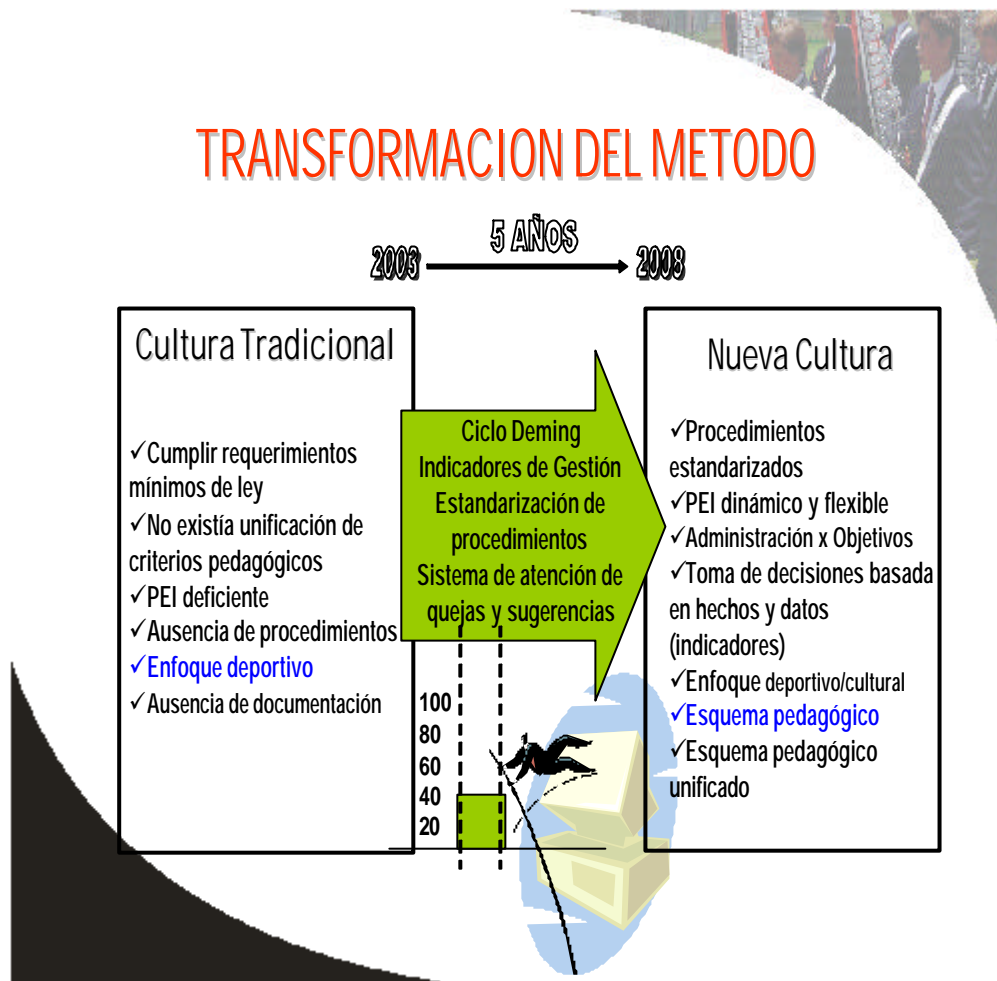 TRANSFORMACION DEL METODO
5 AÑOS
2003
2008
Cultura Tradicional
✓Cumplir requerimientos
mínimos de ley
✓No existía unificación de
criterios pedagógicos
✓PEI deficiente
✓Ausencia de procedimientos
✓Enfoque deportivo
✓Ausencia de documentación
Ciclo Deming
Indicadores de Gestión
Estandarización de
procedimientos
Sistema de atención de
quejas y sugerencias
100
80
60
40
20
Nueva Cultura
✓Procedimientos
estandarizados
✓PEI dinámico y flexible
✓Administración x Objetivos
✓Toma de decisiones basada
en hechos y datos
(indicadores)
✓Enfoque deportivo/cultural
✓Esquema pedagógico
✓Esquema pedagógico
unificado